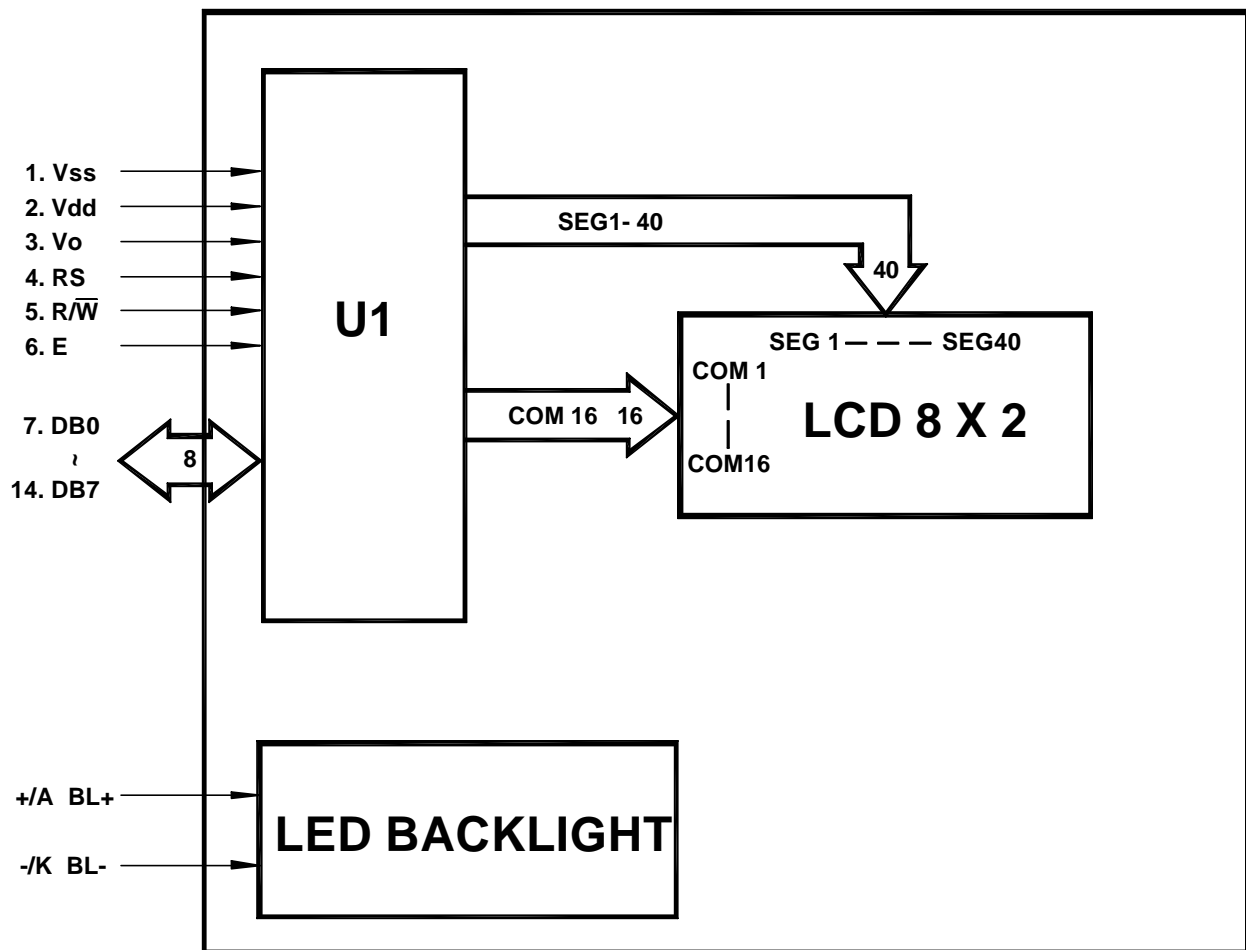 1. Vss
2. Vdd
3. Vo
4. RS
5. R/W̅
6. E
7. DB0
~
14. DB7
8
U1
SEG1- 40
40
COM 16 16
SEG 1— — — SEG40
COM 1
|
|
COM16
LCD 8 X 2
+/A BL+
-/K BL-
LED BACKLIGHT